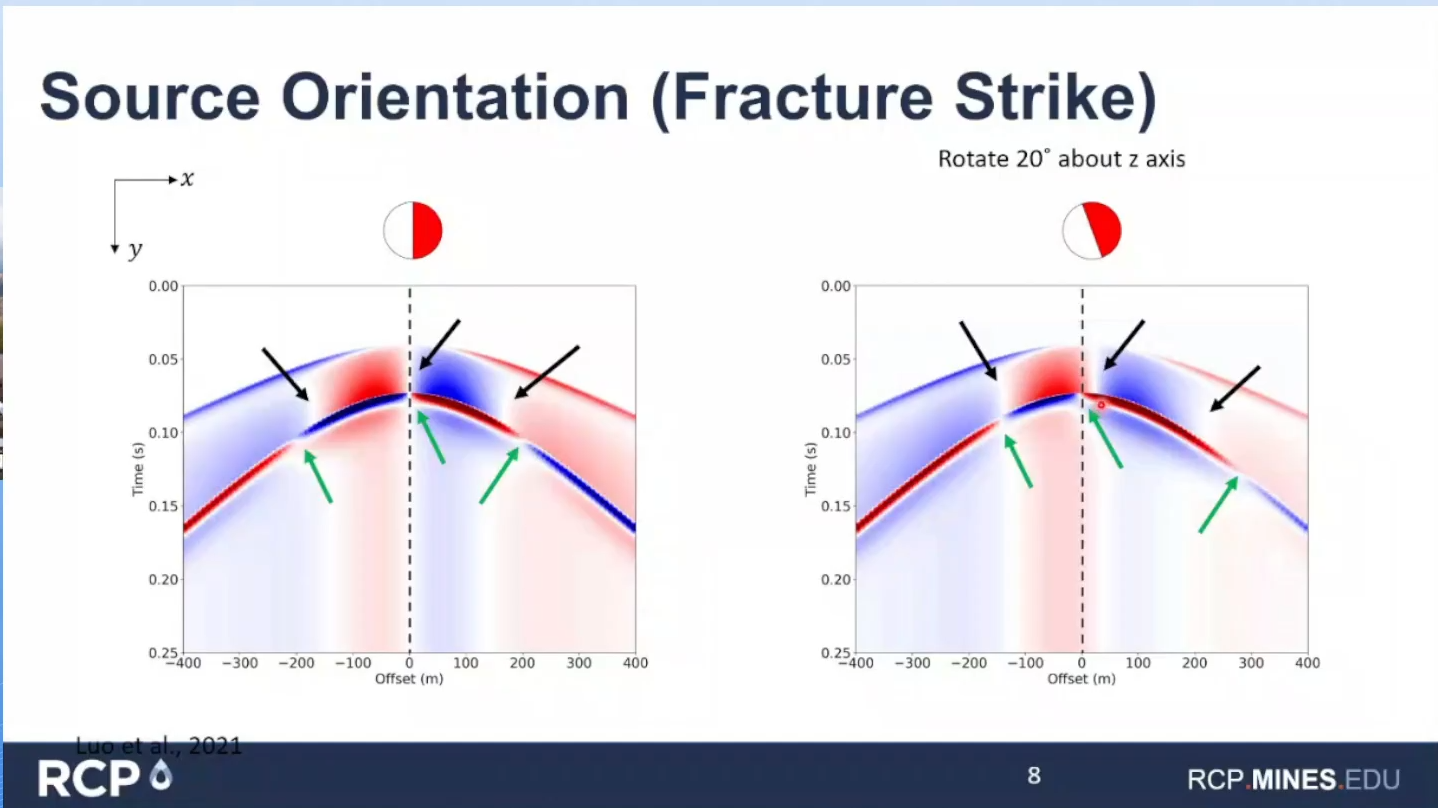 Source Orientation (Fracture Strike)
Rotate 20° about z axis
x
y
0.00
0.05
0.10
0.15
0.20
0.25
Time (s)
−400 −300 −200 −100 0 100 200 300 400
Offset (m)
0.00
0.05
0.10
0.15
0.20
0.25
Time (s)
−400 −300 −200 −100 0 100 200 300 400
Offset (m)
Luo et al., 2021
RCP
8
RCP.MINES.EDU